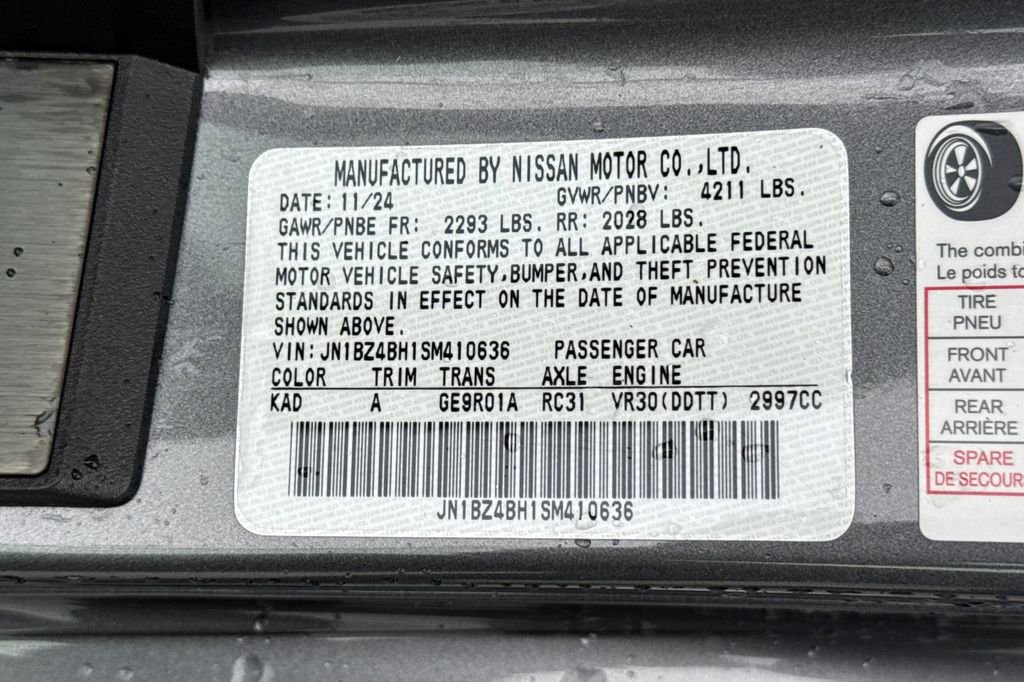 MANUFACTURED BY NISSAN MOTOR CO.,LTD.
DATE: 11/24 GVWR/PNBV: 4211 LBS.
GAWR/PNBE FR: 2293 LBS. RR: 2028 LBS.
THIS VEHICLE CONFORMS TO ALL APPLICABLE FEDERAL
MOTOR VEHICLE SAFETY,BUMPER,AND THEFT PREVENTION
STANDARDS IN EFFECT ON THE DATE OF MANUFACTURE
SHOWN ABOVE.
VIN: JN1BZ4BH1SM410636 PASSENGER CAR
COLOR TRIM TRANS AXLE ENGINE
KAD A GE9R01A RC31 VR30(DDTT) 2997CC
JN1BZ4BH1SM410636
The combi
Le poids to
TIRE
PNEU
FRONT
AVANT
REAR
ARRIÈRE
SPARE
DE SECOURS